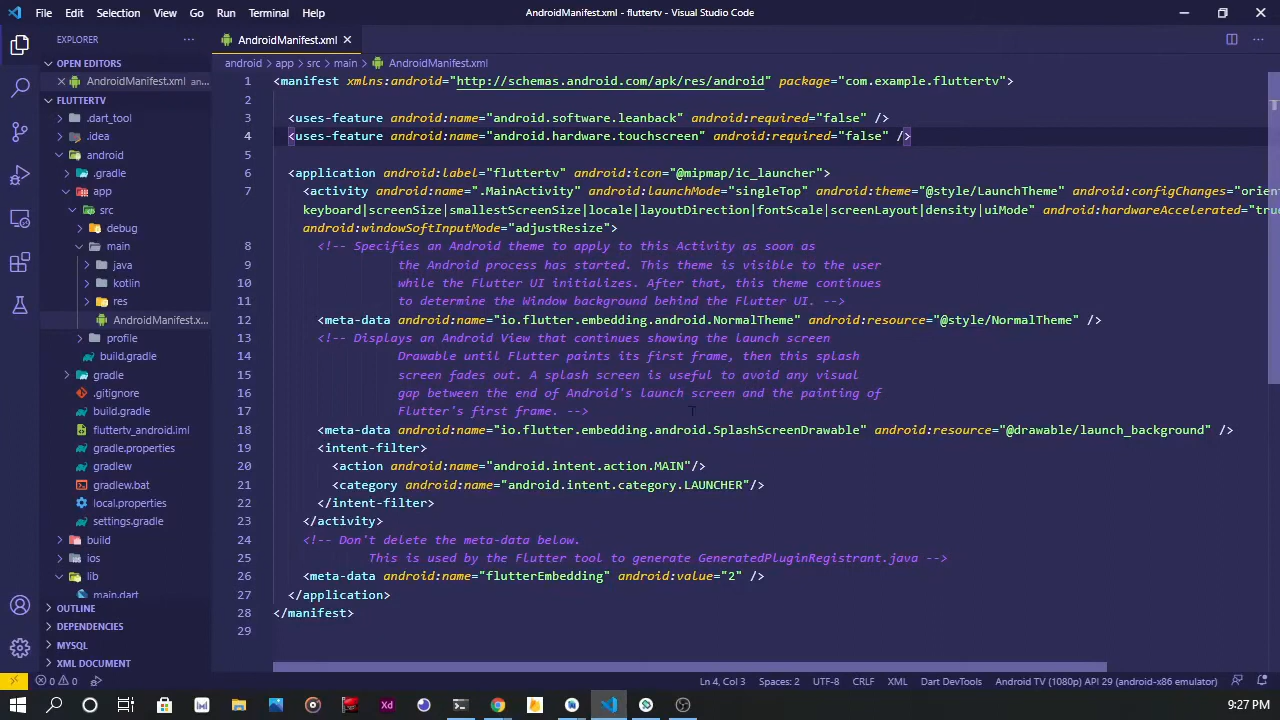 File Edit Selection View Go Run Terminal Help
AndroidManifest.xml - fluttertv - Visual Studio Code
EXPLORER
OPEN EDITORS
AndroidManifest.xml an...
FLUTTERTV
.dart_tool
.idea
android
.gradle
app
src
debug
main
java
kotlin
res
AndroidManifest.x...
profile
build.gradle
gradle
.gitignore
build.gradle
fluttertv_android.iml
gradle.properties
gradlew
gradlew.bat
local.properties
settings.gradle
build
ios
lib
main.dart
OUTLINE
DEPENDENCIES
MYSQL
XML DOCUMENT
AndroidManifest.xml
android > app > src > main > AndroidManifest.xml
1 <manifest xmlns:android="http://schemas.android.com/apk/res/android" package="com.example.fluttertv">
2
3 <uses-feature android:name="android.software.leanback" android:required="false" />
4 <uses-feature android:name="android.hardware.touchscreen" android:required="false" />
5
6 <application android:label="fluttertv" android:icon="@mipmap/ic_launcher">
7 <activity android:name=".MainActivity" android:launchMode="singleTop" android:theme="@style/LaunchTheme" android:configChanges="orien
keyboard|screenSize|smallestScreenSize|locale|layoutDirection|fontScale|screenLayout|density|uiMode" android:hardwareAccelerated="true
android:windowSoftInputMode="adjustResize">
8 <!-- Specifies an Android theme to apply to this Activity as soon as
9 the Android process has started. This theme is visible to the user
10 while the Flutter UI initializes. After that, this theme continues
11 to determine the Window background behind the Flutter UI. -->
12 <meta-data android:name="io.flutter.embedding.android.NormalTheme" android:resource="@style/NormalTheme" />
13 <!-- Displays an Android View that continues showing the launch screen
14 Drawable until Flutter paints its first frame, then this splash
15 screen fades out. A splash screen is useful to avoid any visual
16 gap between the end of Android's launch screen and the painting of
17 Flutter's first frame. -->
18 <meta-data android:name="io.flutter.embedding.android.SplashScreenDrawable" android:resource="@drawable/launch_background" />
19 <intent-filter>
20 <action android:name="android.intent.action.MAIN"/>
21 <category android:name="android.intent.category.LAUNCHER"/>
22 </intent-filter>
23 </activity>
24 <!-- Don't delete the meta-data below.
25 This is used by the Flutter tool to generate GeneratedPluginRegistrant.java -->
26 <meta-data android:name="flutterEmbedding" android:value="2" />
27 </application>
28 </manifest>
29
0 0 Ln 4, Col 3 Spaces: 2 UTF-8 CRLF XML Dart DevTools Android TV (1080p) API 29 (android-x86 emulator)
Xd
9:27 PM